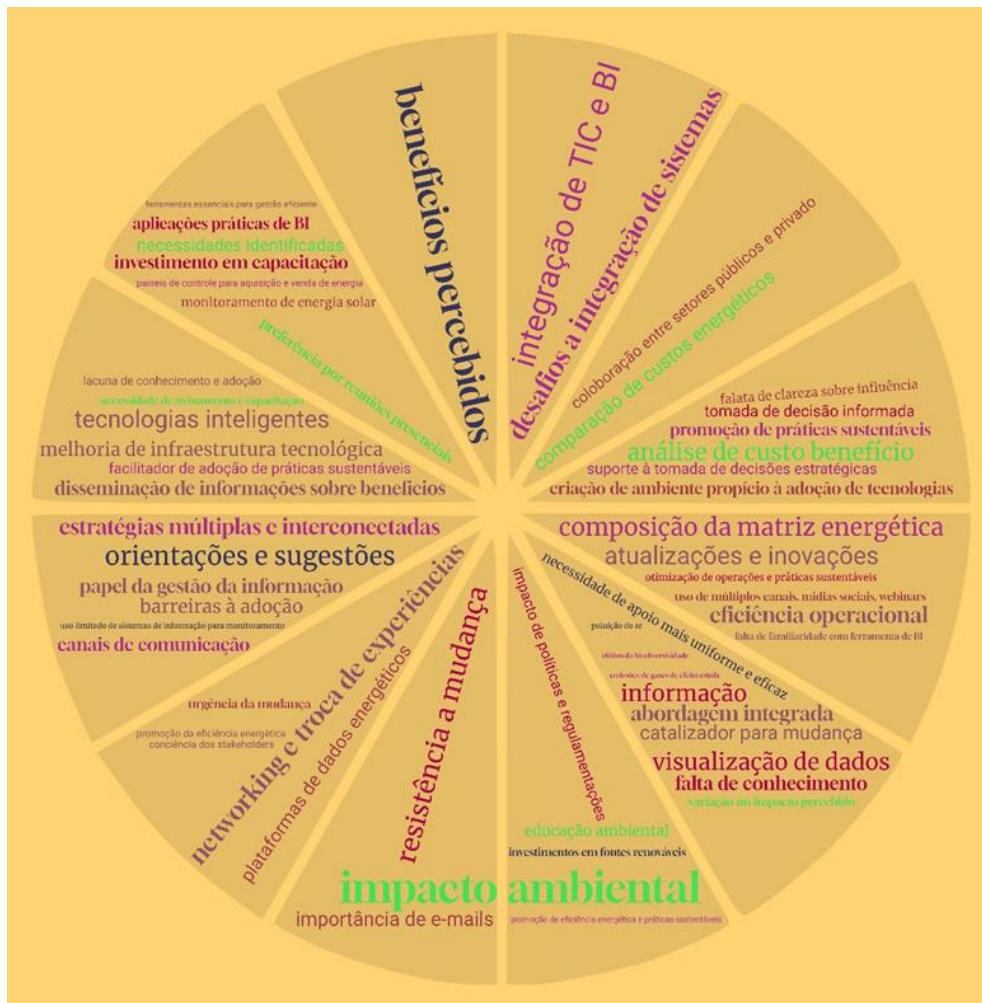 benefícios percebidos
integração de TIC e BI
desafios a integração de sistemas
ferramentas essenciais para gestão eficiente
aplicações práticas de BI
necessidades identificadas
investimento em capacitação
paineis de controle para aquisição e venda de energia
monitoramento de energia solar
preferência por reuniões presenciais
coloboração entre setores públicos e privado
comparação de custos energéticos
lacuna de conhecimento e adoção
necessidade de treinamento e capacitação
tecnologias inteligentes
melhoria de infraestrutura tecnológica
facilitador de adoção de práticas sustentáveis
disseminação de informações sobre benefícios
falata de clareza sobre influência
tomada de decisão informada
promoção de práticas sustentáveis
análise de custo benefício
suporte à tomada de decisões estratégicas
criação de ambiente propício à adoção de tecnologias
estratégias múltiplas e interconectadas
orientações e sugestões
papel da gestão da informação
barreiras à adoção
uso limitado de sistemas de informação para monitoramento
canais de comunicação
composição da matriz energética
atualizações e inovações
otimização de operações e práticas sustentáveis
uso de múltiplos canais, mídias sociais, webinars
eficiência operacional
falta de familiaridade com ferramenta de BI
necessidade de apoio mais uniforme e eficaz
poluição do ar
efeitos da biodiversidade
emissões de gases de efeito estufa
informação
abordagem integrada
catalizador para mudança
visualização de dados
falta de conhecimento
variação no impacto percebido
urgência da mudança
promoção da eficiência energética
conciência dos stakeholders
networking e troca de experiências
plataformas de dados energéticos
resistência a mudança
impacto de políticas e regulamentações
educação ambiental
investimentos em fontes renováveis
impacto ambiental
importância de e-mails
promoção de eficiência energética e práticas sustentáveis